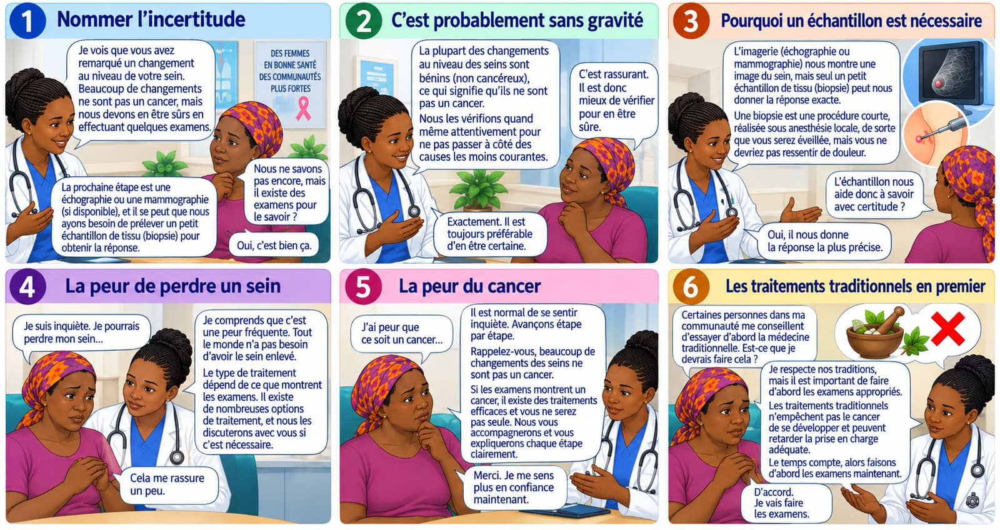 1
Nommer l'incertitude
Je vois que vous avez
remarqué un changement
au niveau de votre sein.
Beaucoup de changements
ne sont pas un cancer, mais
nous devons en être sûrs en
effectuant quelques examens.
DES FEMMES
EN BONNE SANTÉ
DES COMMUNAUTÉS
PLUS FORTES
Nous ne savons
pas encore, mais
il existe des
examens pour
le savoir ?
La prochaine étape est une
échographie ou une mammographie
(si disponible), et il se peut que nous
ayons besoin de prélever un petit
échantillon de tissu (biopsie) pour
obtenir la réponse.
Oui, c'est bien ça.
2
C'est probablement sans gravité
La plupart des changements
au niveau des seins sont
bénins (non cancéreux),
ce qui signifie qu'ils ne sont
pas un cancer.
Nous les vérifions quand
même attentivement pour
ne pas passer à côté des
causes les moins courantes.
C'est rassurant.
Il est donc
mieux de vérifier
pour en être
sûre.
Exactement. Il est
toujours préférable
d'en être certaine.
3
Pourquoi un échantillon est nécessaire
L'imagerie (échographie ou
mammographie) nous montre une
image du sein, mais seul un petit
échantillon de tissu (biopsie) peut nous
donner la réponse exacte.
Une biopsie est une procédure courte,
réalisée sous anesthésie locale, de sorte
que vous serez éveillée, mais vous ne
devriez pas ressentir de douleur.
L'échantillon nous
aide donc à savoir
avec certitude ?
Oui, il nous donne
la réponse la plus précise.
4
La peur de perdre un sein
Je suis inquiète. Je pourrais
perdre mon sein...
Je comprends que c'est
une peur fréquente. Tout
le monde n'a pas besoin
d'avoir le sein enlevé.
Le type de traitement
dépend de ce que montrent
les examens. Il existe
de nombreuses options
de traitement, et nous les
discuterons avec vous si
c'est nécessaire.
Cela me rassure
un peu.
5
La peur du cancer
J'ai peur que
ce soit un cancer...
Il est normal de se sentir
inquiète. Avançons étape
par étape.
Rappelez-vous, beaucoup de
changements des seins ne
sont pas un cancer.
Si les examens montrent un
cancer, il existe des traitements
efficaces et vous ne serez
pas seule. Nous vous
accompagnerons et vous
expliquerons chaque étape
clairement.
Merci. Je me sens
plus en confiance
maintenant.
6
Les traitements traditionnels en premier
Certaines personnes dans ma
communauté me conseillent
d'essayer d'abord la médecine
traditionnelle. Est-ce que je
devrais faire cela ?
Je respecte nos traditions,
mais il est important de faire
d'abord les examens appropriés.
Les traitements traditionnels
n'empêchent pas le cancer
de se développer et peuvent
retarder la prise en charge
adéquate.
Le temps compte, alors faisons
d'abord les examens maintenant.
D'accord.
Je vais faire
les examens.